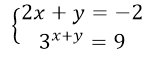 2x + y = −2
3^{x+y} = 9